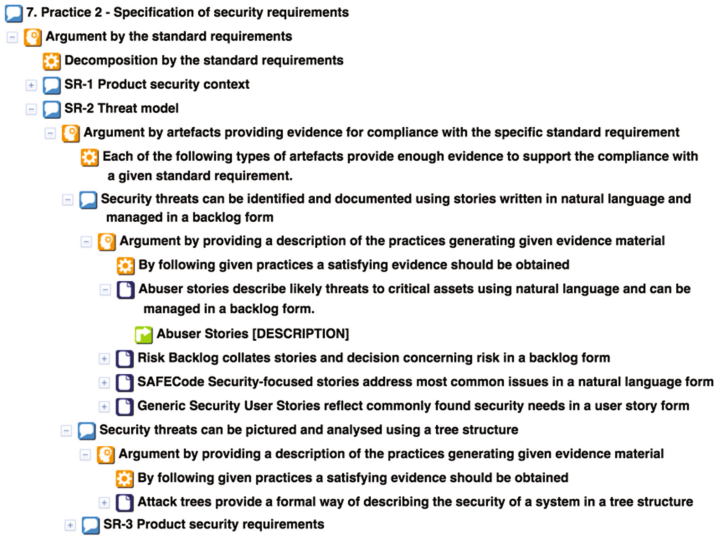 7. Practice 2 - Specification of security requirements
Argument by the standard requirements
Decomposition by the standard requirements
SR-1 Product security context
SR-2 Threat model
Argument by artefacts providing evidence for compliance with the specific standard requirement
Each of the following types of artefacts provide enough evidence to support the compliance with
a given standard requirement.
Security threats can be identified and documented using stories written in natural language and
managed in a backlog form
Argument by providing a description of the practices generating given evidence material
By following given practices a satisfying evidence should be obtained
Abuser stories describe likely threats to critical assets using natural language and can be
managed in a backlog form.
Abuser Stories [DESCRIPTION]
Risk Backlog collates stories and decision concerning risk in a backlog form
SAFECode Security-focused stories address most common issues in a natural language form
Generic Security User Stories reflect commonly found security needs in a user story form
Security threats can be pictured and analysed using a tree structure
Argument by providing a description of the practices generating given evidence material
By following given practices a satisfying evidence should be obtained
Attack trees provide a formal way of describing the security of a system in a tree structure
SR-3 Product security requirements